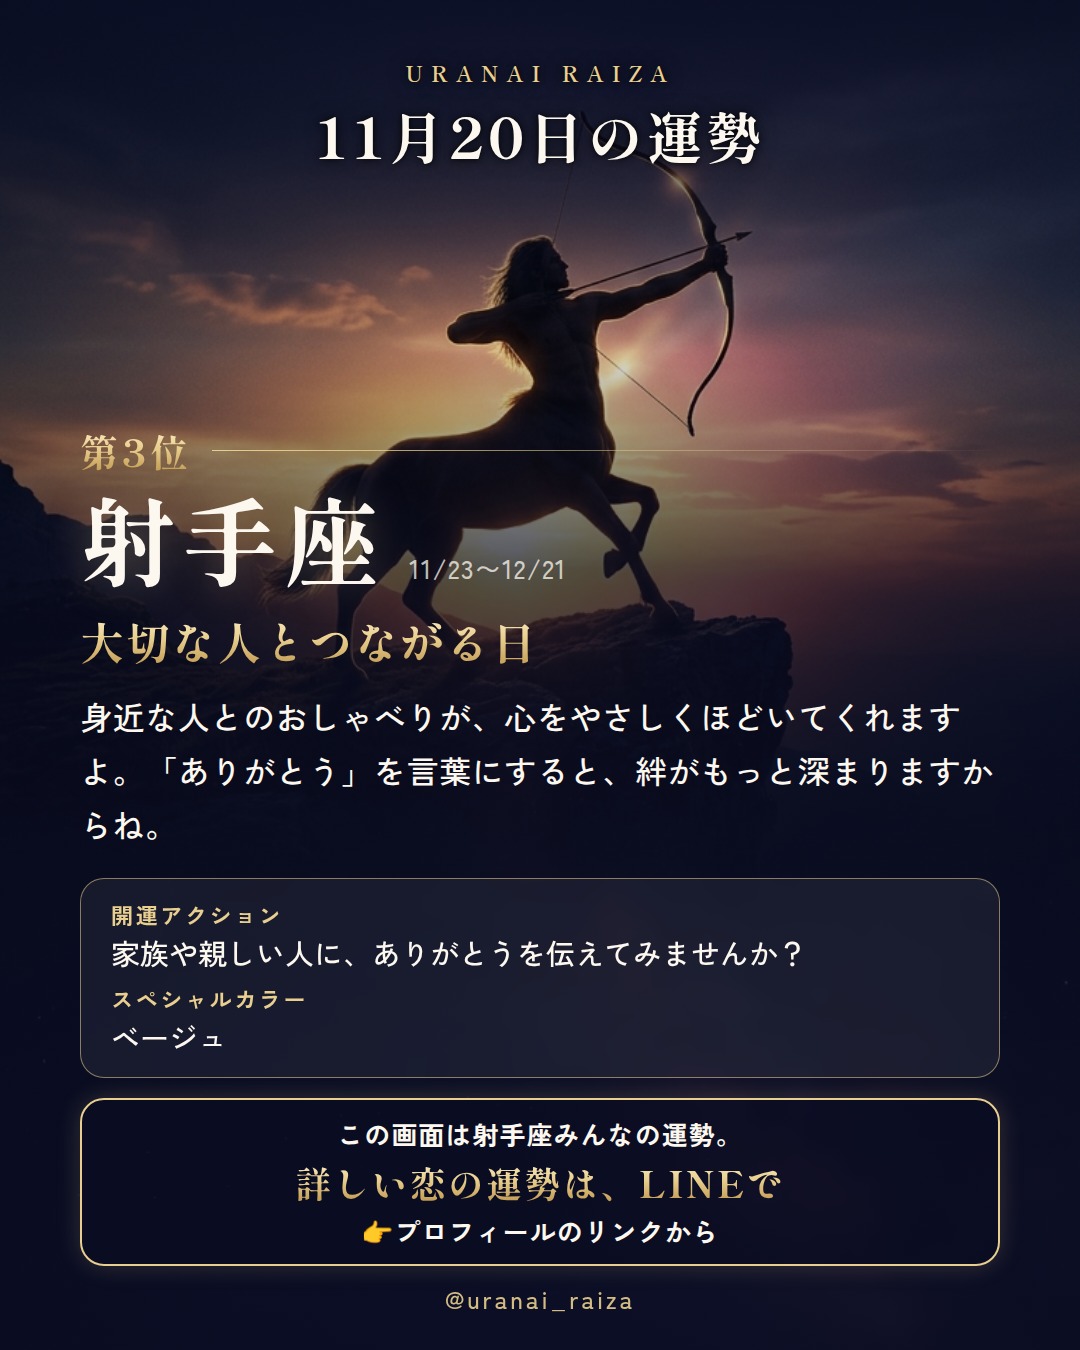 URANAI RAIZA
11月20日の運勢
第3位
射手座 11/23〜12/21
大切な人とつながる日
身近な人とのおしゃべりが、心をやさしくほどいてくれます
よ。「ありがとう」を言葉にすると、絆がもっと深まりますか
らね。
開運アクション
家族や親しい人に、ありがとうを伝えてみませんか？
スペシャルカラー
ベージュ
この画面は射手座みんなの運勢。
詳しい恋の運勢は、LINEで
👉プロフィールのリンクから
@uranai_raiza